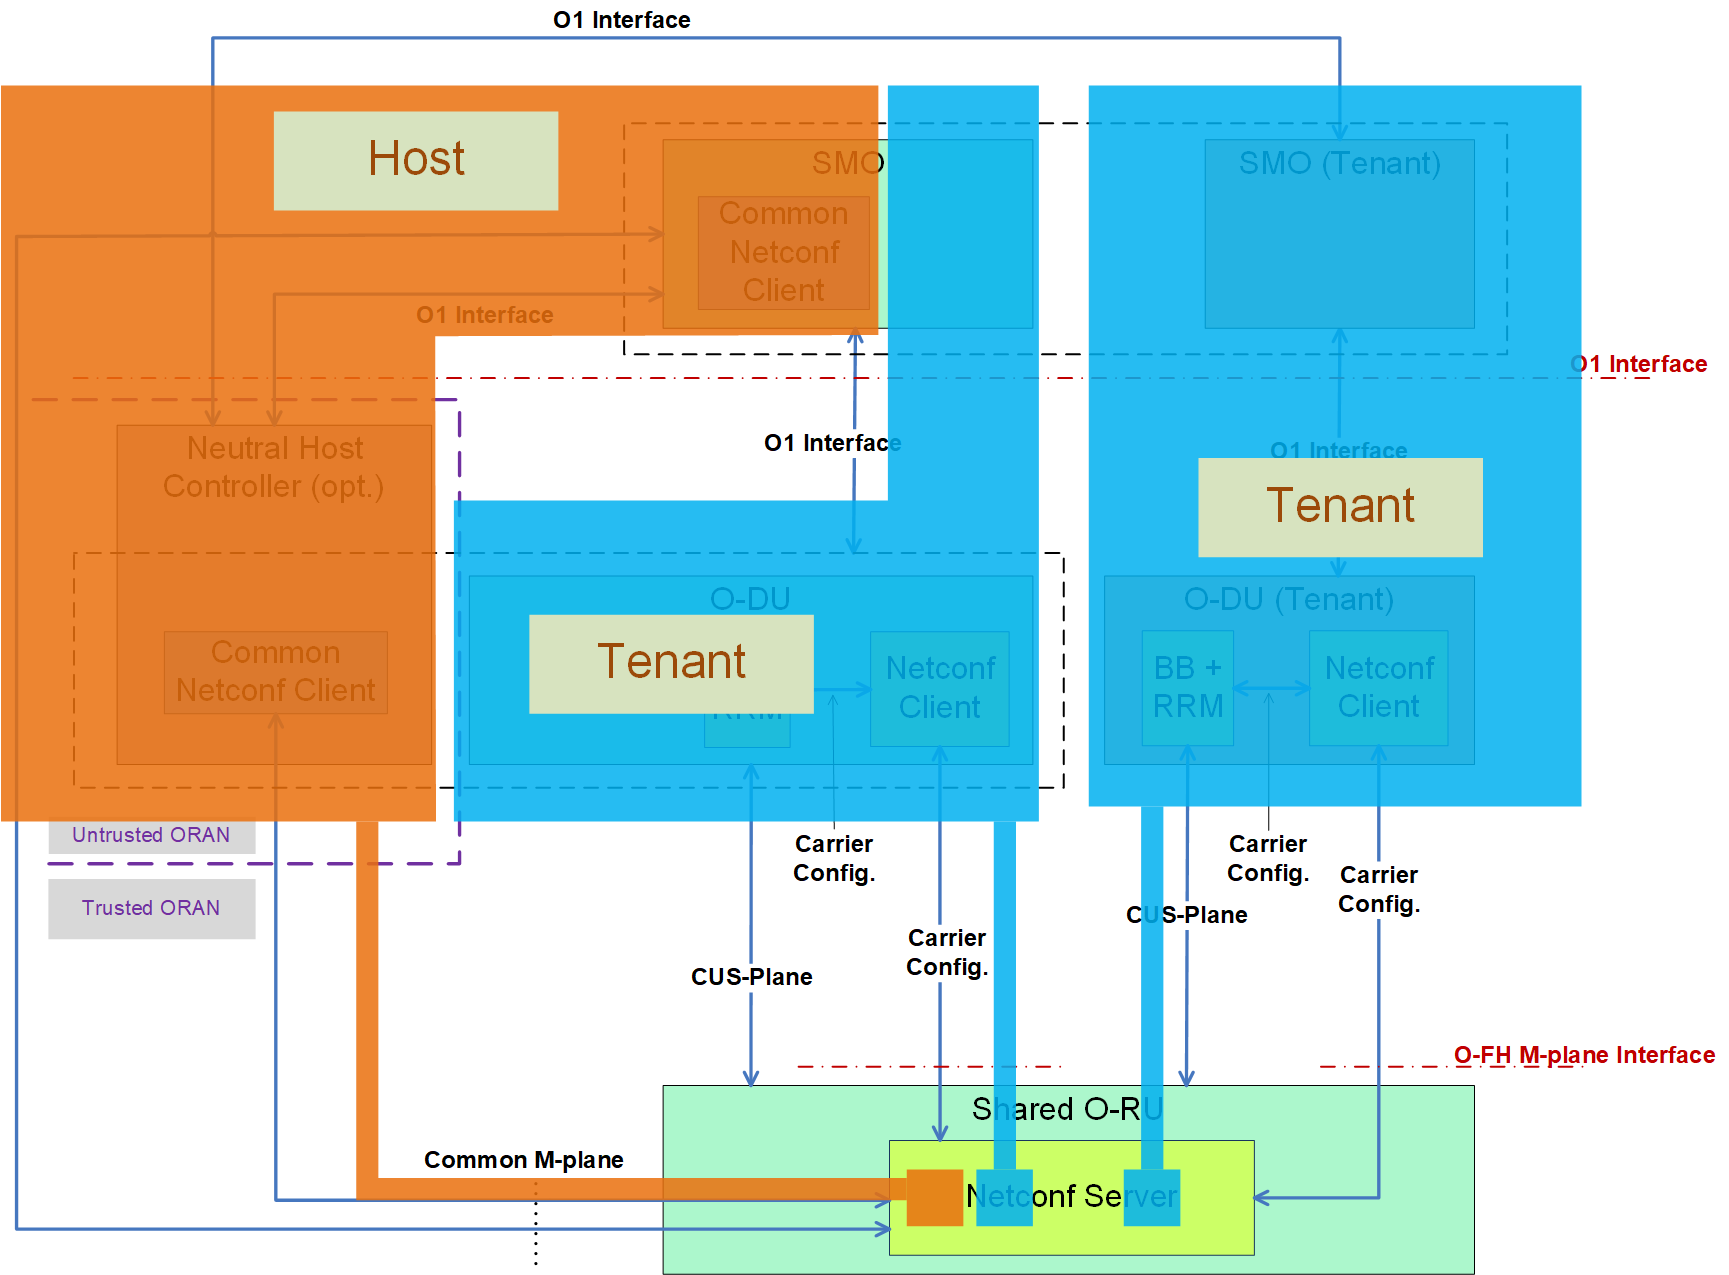 O1 Interface
Host
SMO
SMO (Tenant)
Common
Netconf
Client
O1 Interface
O1 Interface
O1 Interface
O1 Interface
Neutral Host
Controller (opt.)
Tenant
O-DU
O-DU (Tenant)
Common
Netconf Client
Tenant
RRM
Netconf
Client
BB +
RRM
Netconf
Client
Untrusted ORAN
Trusted ORAN
Carrier
Config.
Carrier
Config.
Carrier
Config.
CUS-Plane
Carrier
Config.
CUS-Plane
O-FH M-plane Interface
Shared O-RU
Common M-plane
Netconf Server